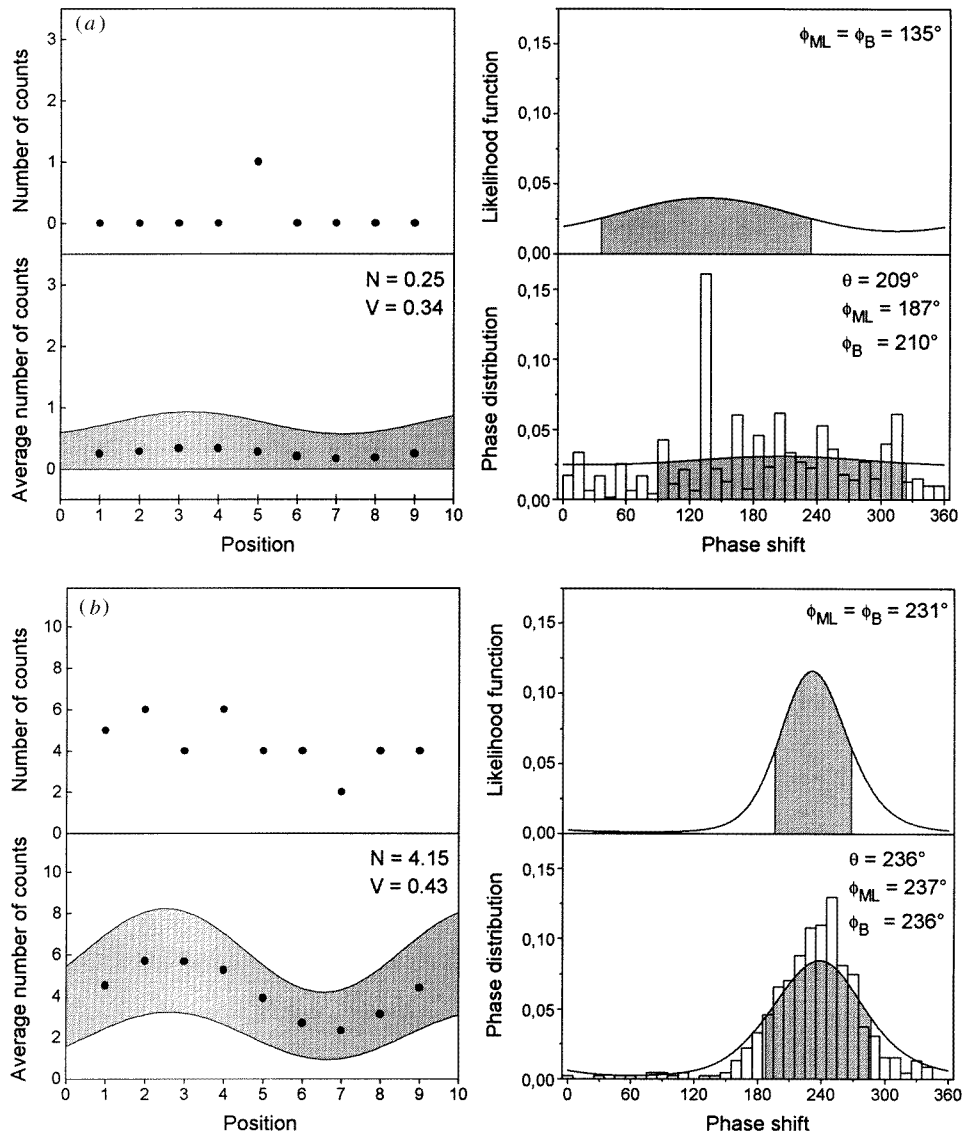 (a)
Number of counts
3
2
1
0
Average number of counts
3
2
1
0
N = 0.25
V = 0.34
0 1 2 3 4 5 6 7 8 9 10
Position
Likelihood function
0,15
0,10
0,05
0,00
ϕML = ϕB = 135°
Phase distribution
0,15
0,10
0,05
0,00
θ = 209°
ϕML = 187°
ϕB = 210°
0 60 120 180 240 300 360
Phase shift
(b)
Number of counts
10
8
6
4
2
0
Average number of counts
10
8
6
4
2
0
N = 4.15
V = 0.43
0 1 2 3 4 5 6 7 8 9 10
Position
Likelihood function
0,15
0,10
0,05
0,00
ϕML = ϕB = 231°
Phase distribution
0,15
0,10
0,05
0,00
θ = 236°
ϕML = 237°
ϕB = 236°
0 60 120 180 240 300 360
Phase shift